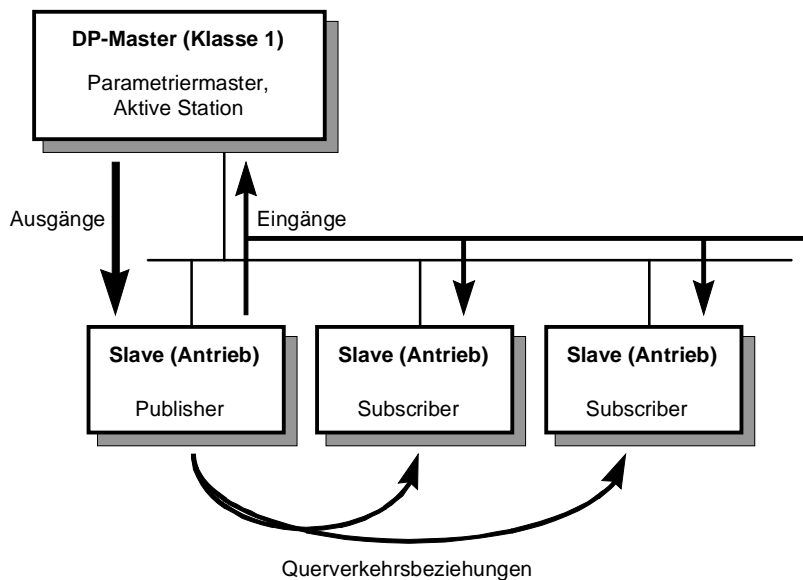 DP-Master (Klasse 1)
Parametriermaster,
Aktive Station
Ausgänge
Eingänge
Slave (Antrieb)
Publisher
Slave (Antrieb)
Subscriber
Slave (Antrieb)
Subscriber
Querverkehrsbeziehungen